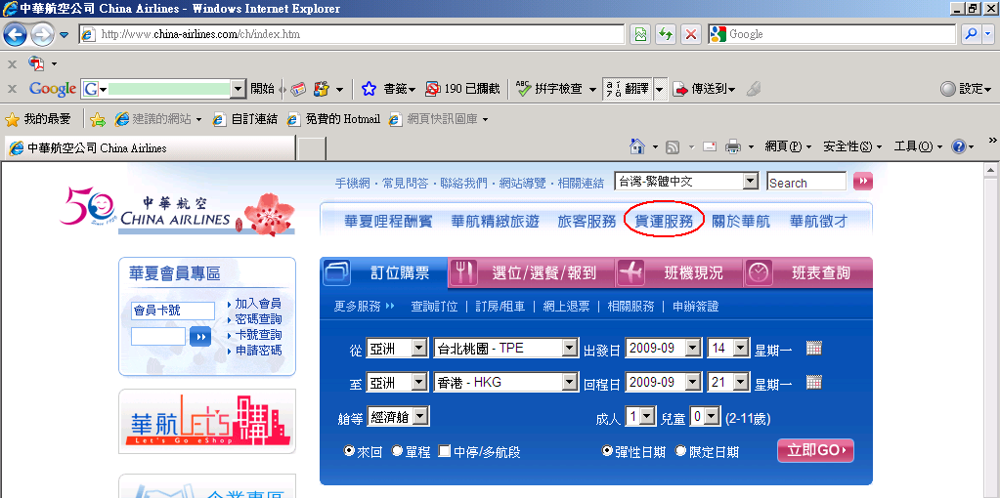 中華航空公司 China Airlines - Windows Internet Explorer
http://www.china-airlines.com/ch/index.htm
Google
Google G 開始 書籤 190 已攔截 ABC 拼字檢查 翻譯 傳送到 設定
我的最愛 建議的網站 自訂連結 免費的 Hotmail 網頁快訊圖庫
中華航空公司 China Airlines 網頁(P) 安全性(S) 工具(O)
手機網 · 常見問答 · 聯絡我們 · 網站導覽 · 相關連結 台灣-繁體中文 Search
50
中華航空
CHINA AIRLINES
華夏哩程酬賓 華航精緻旅遊 旅客服務 貨運服務 關於華航 華航徵才
華夏會員專區
會員卡號
加入會員
密碼查詢
卡號查詢
申請密碼
訂位購票 選位/選餐/報到 班機現況 班表查詢
更多服務 查詢訂位 | 訂房/租車 | 網上退票 | 相關服務 | 申辦簽證
從 亞洲 台北桃園 - TPE 出發日 2009-09 14 星期一
至 亞洲 香港 - HKG 回程日 2009-09 21 星期一
艙等 經濟艙 成人 1 兒童 0 (2-11歲)
來回 單程 中停/多航段 彈性日期 限定日期 立即GO
華航Let's購
Let's Go eShop
企業專區